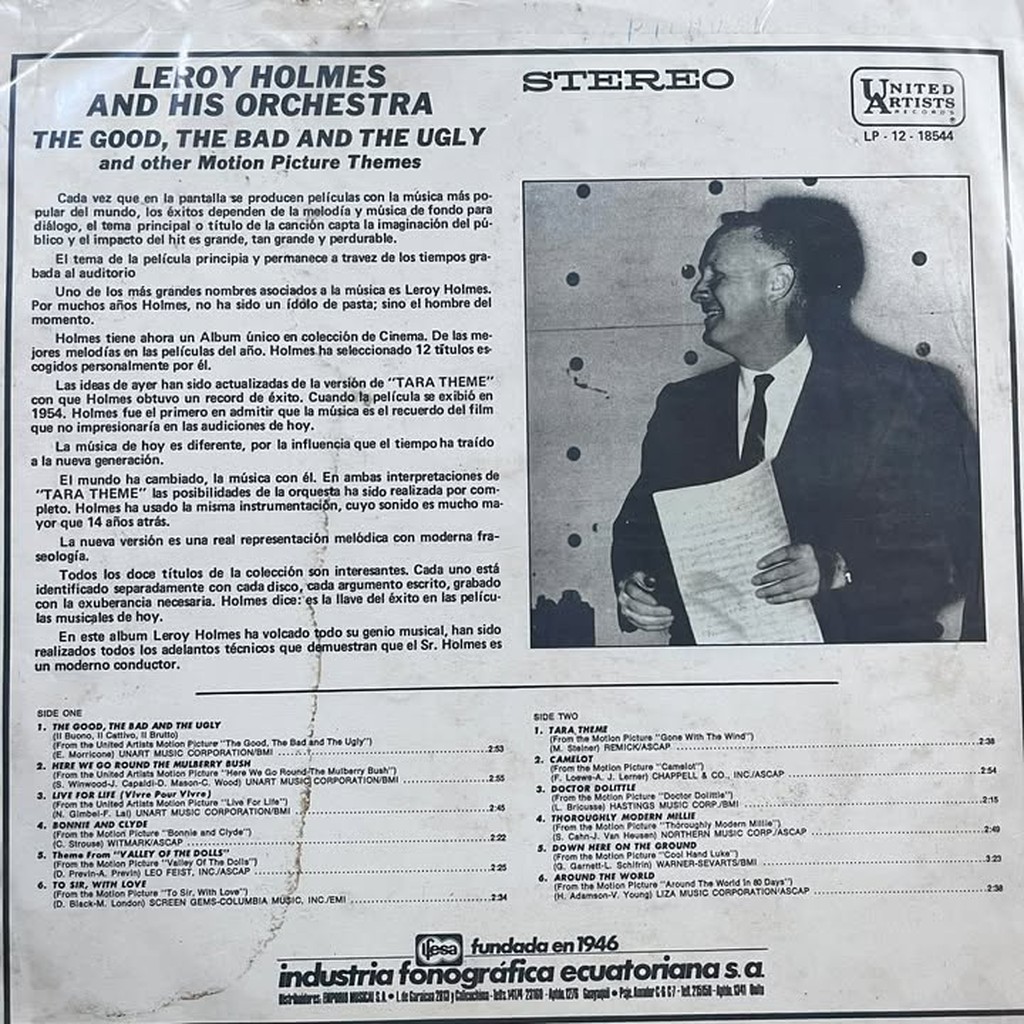 LEROY HOLMES
AND HIS ORCHESTRA
THE GOOD, THE BAD AND THE UGLY
and other Motion Picture Themes
STEREO
UNITED
ARTISTS
RECORDS
LP - 12 - 18544
Cada vez que en la pantalla se producen películas con la música más po-
pular del mundo, los éxitos dependen de la melodía y música de fondo para
diálogo, el tema principal o título de la canción capta la imaginación del pú-
blico y el impacto del hit es grande, tan grande y perdurable.
El tema de la película principia y permanece a travez de los tiempos gra-
bada al auditorio
Uno de los más grandes nombres asociados a la música es Leroy Holmes.
Por muchos años Holmes, no ha sido un ídolo de pasta; sino el hombre del
momento.
Holmes tiene ahora un Album único en colección de Cinema. De las me-
jores melodías en las películas del año. Holmes ha seleccionado 12 títulos es-
cogidos personalmente por él.
Las ideas de ayer han sido actualizadas de la versión de "TARA THEME"
con que Holmes obtuvo un record de éxito. Cuando la película se exibió en
1954. Holmes fue el primero en admitir que la música es el recuerdo del film
que no impresionaría en las audiciones de hoy.
La música de hoy es diferente, por la influencia que el tiempo ha traído
a la nueva generación.
El mundo ha cambiado, la música con él. En ambas interpretaciones de
"TARA THEME" las posibilidades de la orquesta ha sido realizada por com-
pleto. Holmes ha usado la misma instrumentación, cuyo sonido es mucho ma-
yor que 14 años atrás.
La nueva versión es una real representación melódica con moderna fra-
seología.
Todos los doce títulos de la colección son interesantes. Cada uno está
identificado separadamente con cada disco, cada argumento escrito, grabado
con la exuberancia necesaria. Holmes dice: es la llave del éxito en las pelícu-
las musicales de hoy.
En este album Leroy Holmes ha volcado todo su genio musical, han sido
realizados todos los adelantos técnicos que demuestran que el Sr. Holmes es
un moderno conductor.
SIDE ONE
1. THE GOOD, THE BAD AND THE UGLY
(Il Buono, Il Cattivo, Il Brutto)
(From the United Artists Motion Picture "The Good, The Bad and The Ugly")
(E. Morricone) UNART MUSIC CORPORATION/BMI 2:53
2. HERE WE GO ROUND THE MULBERRY BUSH
(From the United Artists Motion Picture "Here We Go Round The Mulberry Bush")
(S. Winwood-J. Capaldi-D. Mason-C. Wood) UNART MUSIC CORPORATION/BMI 2:55
3. LIVE FOR LIFE (Vivre Pour Vivre)
(From the United Artists Motion Picture "Live For Life")
(N. Gimbel-F. Lai) UNART MUSIC CORPORATION/BMI 2:45
4. BONNIE AND CLYDE
(From the Motion Picture "Bonnie and Clyde")
(C. Strouse) WITMARK/ASCAP 2:22
5. Theme From "VALLEY OF THE DOLLS"
(From the Motion Picture "Valley Of The Dolls")
(D. Previn-A. Previn) LEO FEIST, INC./ASCAP 2:25
6. TO SIR, WITH LOVE
(From the Motion Picture "To Sir, With Love")
(D. Black-M. London) SCREEN GEMS-COLUMBIA MUSIC, INC./EMI 2:34
SIDE TWO
1. TARA THEME
(From the Motion Picture "Gone With The Wind")
(M. Steiner) REMICK/ASCAP 2:38
2. CAMELOT
(From the Motion Picture "Camelot")
(F. Loewe-A. J. Lerner) CHAPPELL & CO., INC./ASCAP 2:54
3. DOCTOR DOLITTLE
(From the Motion Picture "Doctor Dolittle")
(L. Bricusse) HASTINGS MUSIC CORP./BMI 2:15
4. THOROUGHLY MODERN MILLIE
(From the Motion Picture "Thoroughly Modern Millie")
(S. Cahn-J. Van Heusen) NORTHERN MUSIC CORP./ASCAP 2:49
5. DOWN HERE ON THE GROUND
(From the Motion Picture "Cool Hand Luke")
(G. Garnett-L. Schifrin) WARNER-SEVARTS/BMI 3:23
6. AROUND THE WORLD
(From the Motion Picture "Around The World in 80 Days")
(H. Adamson-V. Young) LIZA MUSIC CORPORATION/ASCAP 2:38
ifesa fundada en 1946
industria fonográfica ecuatoriana s.a.
Distribuidores: EMPORIO MUSICAL S.A. • L. de Garaicoa